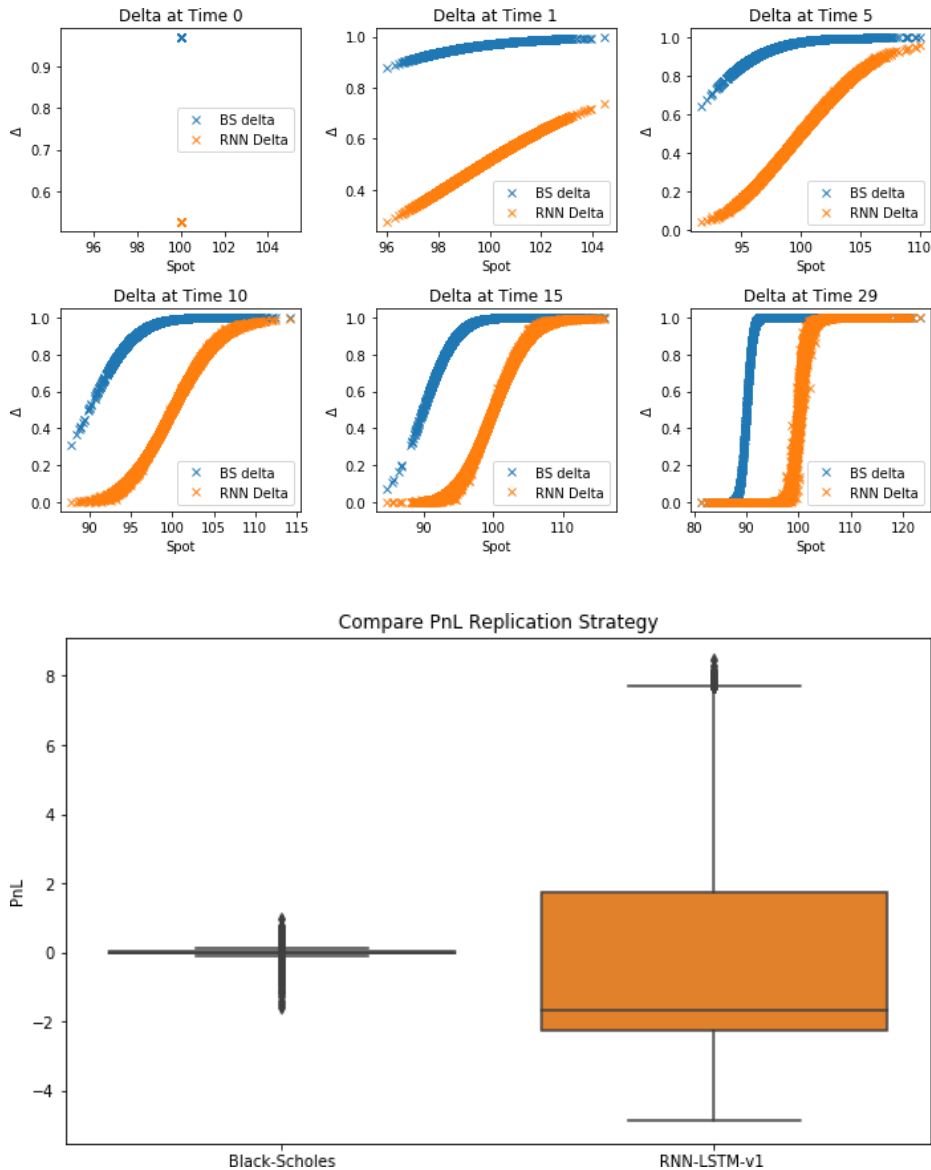 Delta at Time 0
0.9
0.8
0.7
0.6
Δ
BS delta
RNN Delta
96 98 100 102 104
Spot
Delta at Time 1
1.0
0.8
0.6
0.4
Δ
BS delta
RNN Delta
96 98 100 102 104
Spot
Delta at Time 5
1.0
0.8
0.6
0.4
0.2
0.0
Δ
BS delta
RNN Delta
95 100 105 110
Spot
Delta at Time 10
1.0
0.8
0.6
0.4
0.2
0.0
Δ
BS delta
RNN Delta
90 95 100 105 110 115
Spot
Delta at Time 15
1.0
0.8
0.6
0.4
0.2
0.0
Δ
BS delta
RNN Delta
90 100 110
Spot
Delta at Time 29
1.0
0.8
0.6
0.4
0.2
0.0
Δ
BS delta
RNN Delta
80 90 100 110 120
Spot
Compare PnL Replication Strategy
8
6
4
2
0
−2
−4
PnL
Black-Scholes RNN-LSTM-v1